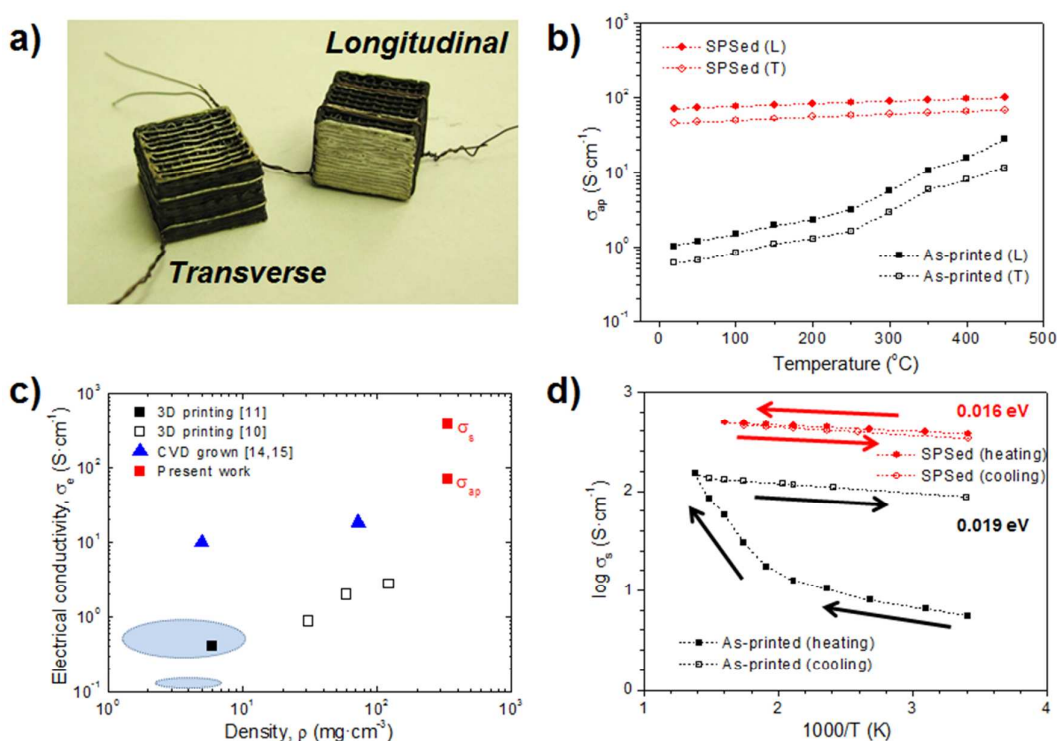 a)
Longitudinal
Transverse
b)
10³
10²
10¹
10⁰
10⁻¹
σap (S·cm⁻¹)
SPSed (L)
SPSed (T)
As-printed (L)
As-printed (T)
0 100 200 300 400 500
Temperature (°C)
c)
10³
10²
10¹
10⁰
10⁻¹
Electrical conductivity, σe (S·cm⁻¹)
3D printing [11]
3D printing [10]
CVD grown [14,15]
Present work
σs
σap
10⁰ 10¹ 10² 10³
Density, ρ (mg·cm⁻³)
d)
3
2
1
0
log σs (S·cm⁻¹)
0.016 eV
SPSed (heating)
SPSed (cooling)
0.019 eV
As-printed (heating)
As-printed (cooling)
1 2 3 4
1000/T (K)